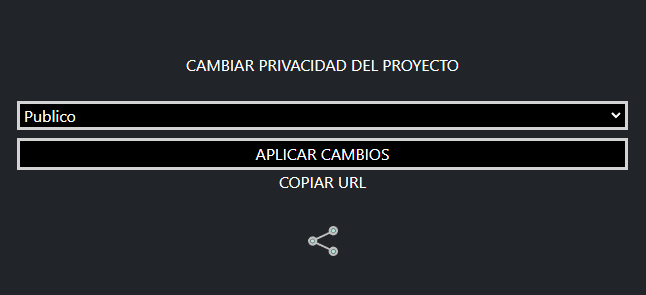 CAMBIAR PRIVACIDAD DEL PROYECTO
Publico
APLICAR CAMBIOS
COPIAR URL